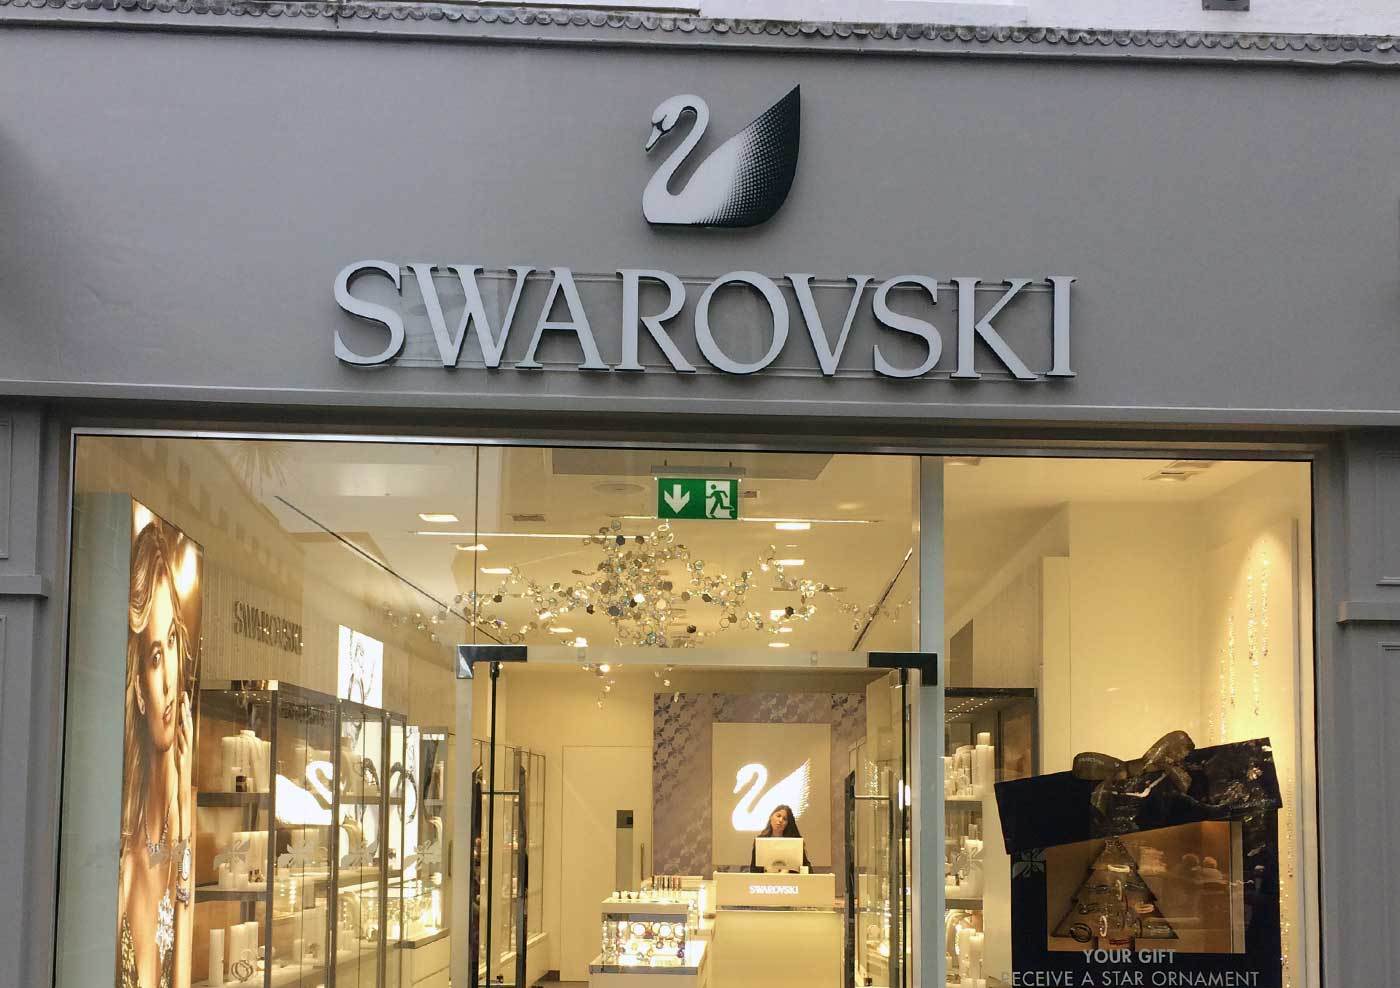 SWAROVSKI
SWAROVSKI
SWAROVSKI
YOUR GIFT
RECEIVE A STAR ORNAMENT